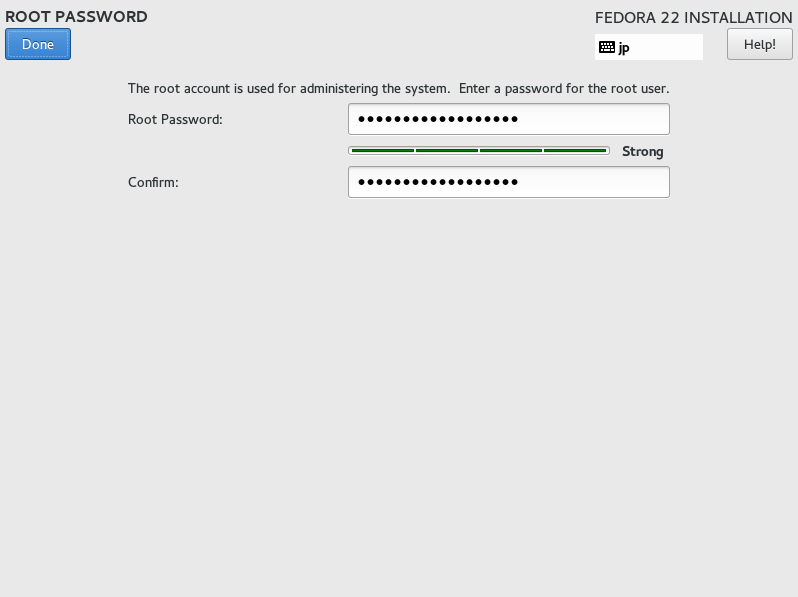 ROOT PASSWORD
FEDORA 22 INSTALLATION
Done
jp
Help!
The root account is used for administering the system.  Enter a password for the root user.
Root Password:
••••••••••••••••••
Strong
Confirm:
••••••••••••••••••